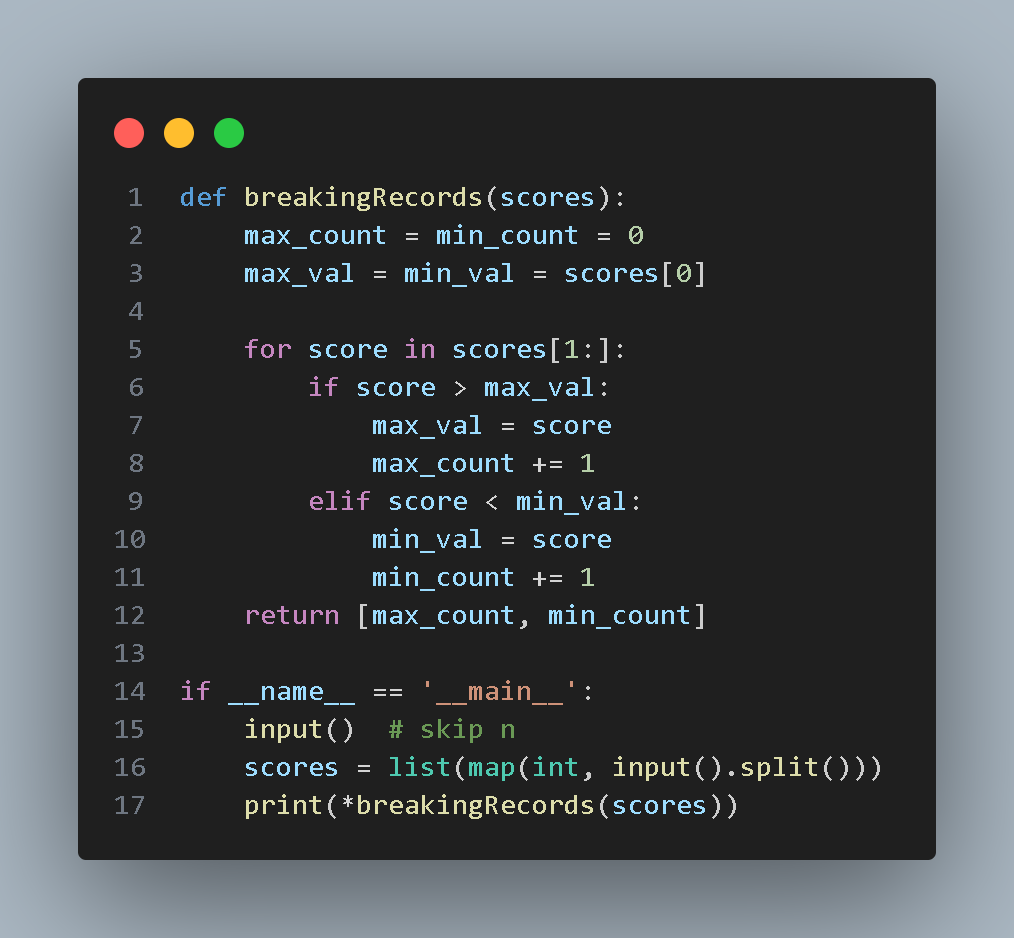 1 def breakingRecords(scores):
2     max_count = min_count = 0
3     max_val = min_val = scores[0]
4
5     for score in scores[1:]:
6         if score > max_val:
7             max_val = score
8             max_count += 1
9         elif score < min_val:
10             min_val = score
11             min_count += 1
12     return [max_count, min_count]
13
14 if __name__ == '__main__':
15     input()  # skip n
16     scores = list(map(int, input().split()))
17     print(*breakingRecords(scores))